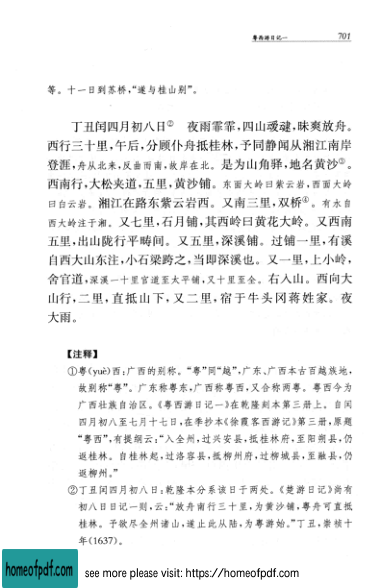 粤西游日记一 701
等。十一日到苏桥,“遂与桂山别”。
丁丑闰四月初八日② 夜雨霏霏,四山叆叇,昧爽放舟。
西行三十里,午后,分顾仆舟抵桂林,予同静闻从湘江南岸
登涯,舟从北来,反曲而南,故岸在北。是为山角驿,地名黄沙③。
西南行,大松夹道,五里,黄沙铺。东面大岭曰紫云岩,西面大岭
曰白云岩。湘江在路东紫云岩西。又南三里,双桥④。有水自
西大岭注于湘。又七里,石月铺,其西岭曰黄花大岭。又西南
五里,出山陇行平畴间。又五里,深溪铺。过铺一里,有溪
自西大山东注,小石梁跨之,当即深溪也。又一里,上小岭,
舍官道,深溪一十里官道至太平铺,又十里至全。右入山。西向大
山行,二里,直抵山下,又二里,宿于牛头冈蒋姓家。夜
大雨。
【注释】
①粤(yuè)西:广西的别称。“粤”同“越”,广东、广西本古百越族地,
故别称“粤”。广东称粤东,广西称粤西,又合称两粤。粤西今为
广西壮族自治区。《粤西游日记一》在乾隆刻本第三册上。自闰
四月初八至七月十七日,在季抄本《徐霞客西游记》第三册,原题
“粤西”,有提纲云:“入全州,过兴安县,抵桂林府,至阳朔县,仍
返桂林。自桂林起,过洛容县,抵柳州府,过柳城县,至融县,仍
返柳州。”
②丁丑闰四月初八日:乾隆本分系该日于两处。《楚游日记》尚有
初八日日记一则,云:“放舟南行三十里,为黄沙铺,粤舟可直抵
桂林。予欲尽全州诸山,遂止此从陆,为粤游始。”丁丑,崇祯十
年(1637)。
homeofpdf.com see more please visit: https://homeofpdf.com